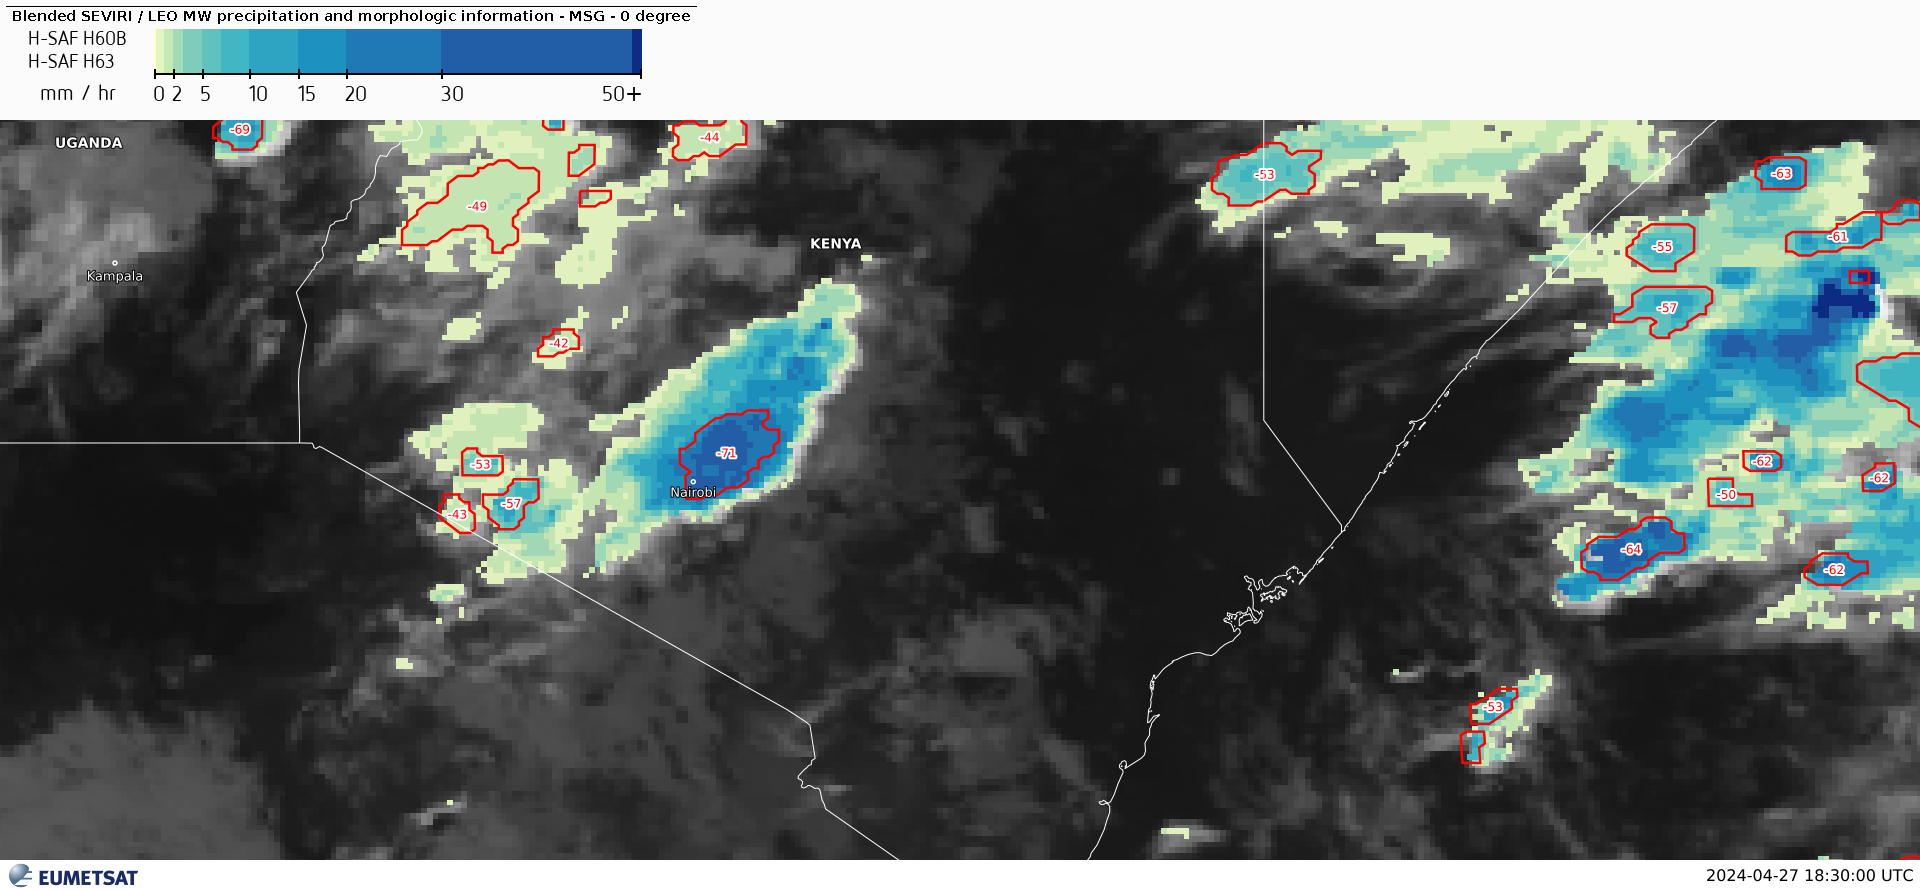 Blended SEVIRI / LEO MW precipitation and morphologic information - MSG - 0 degree
H-SAF H60B
H-SAF H63
mm / hr 0 2 5 10 15 20 30 50+
-69
-44
UGANDA
-53
-63
-49
-61
KENYA
-55
Kampala
-57
-42
-71
-62
-53
-62
Nairobi
-50
-57
-43
-64
-62
-53
EUMETSAT
2024-04-27 18:30:00 UTC